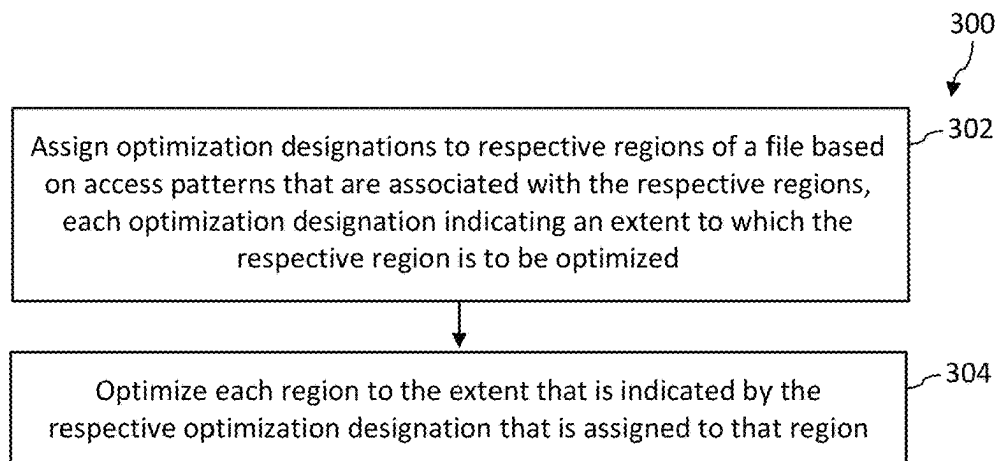 300
302
Assign optimization designations to respective regions of a file based
on access patterns that are associated with the respective regions,
each optimization designation indicating an extent to which the
respective region is to be optimized
304
Optimize each region to the extent that is indicated by the
respective optimization designation that is assigned to that region